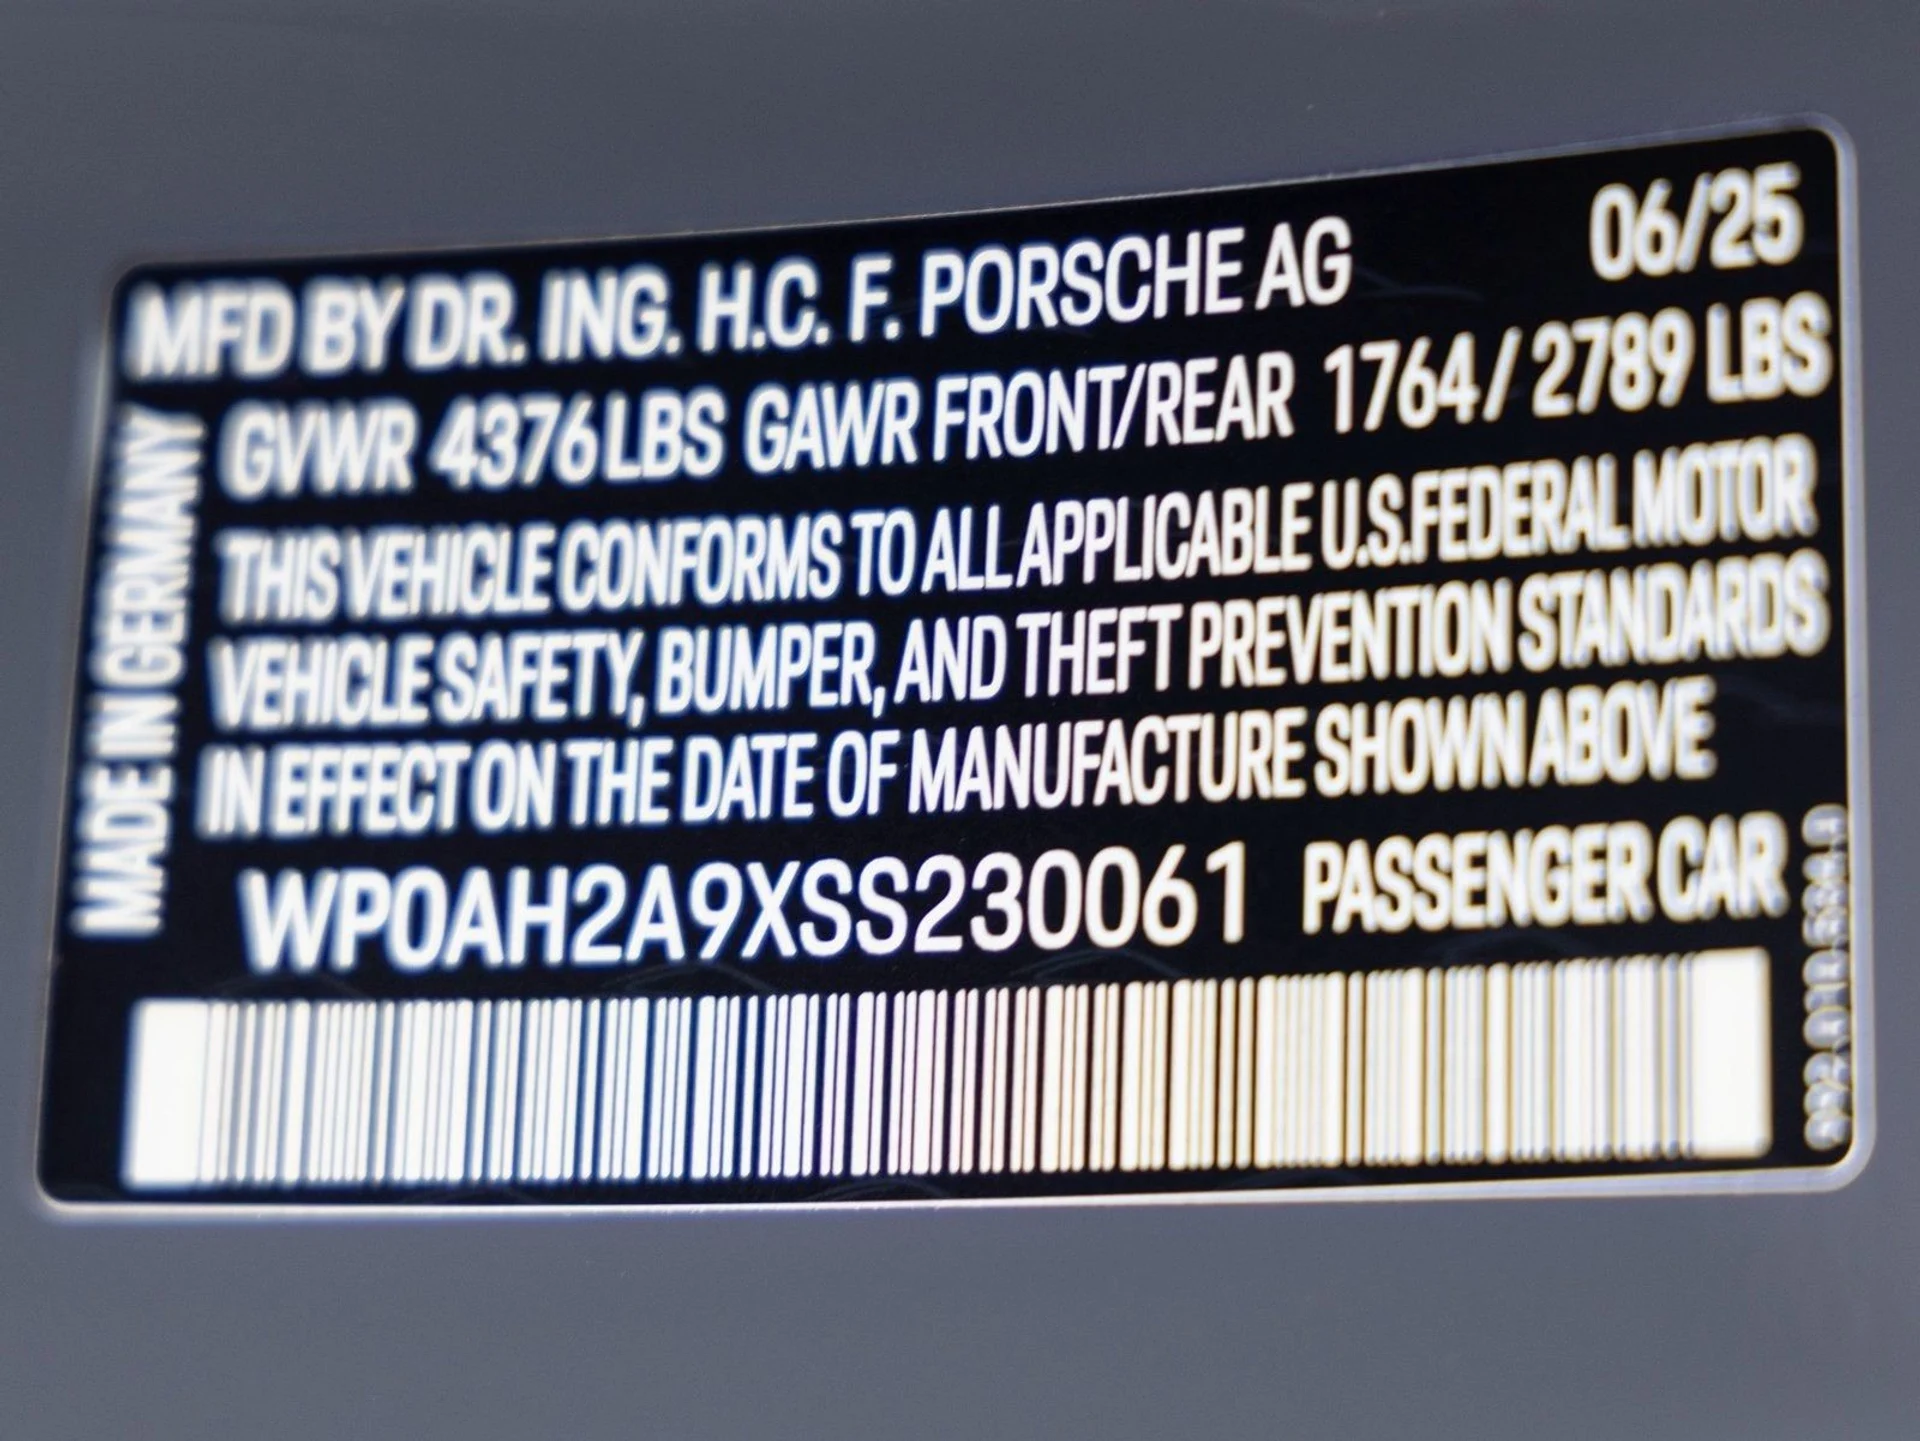 MFD BY DR. ING. H.C. F. PORSCHE AG 06/25
GVWR 4376 LBS GAWR FRONT/REAR 1764/2789 LBS
THIS VEHICLE CONFORMS TO ALL APPLICABLE U.S.FEDERAL MOTOR
VEHICLE SAFETY, BUMPER, AND THEFT PREVENTION STANDARDS
IN EFFECT ON THE DATE OF MANUFACTURE SHOWN ABOVE
WP0AH2A9XSS230061 PASSENGER CAR
MADE IN GERMANY